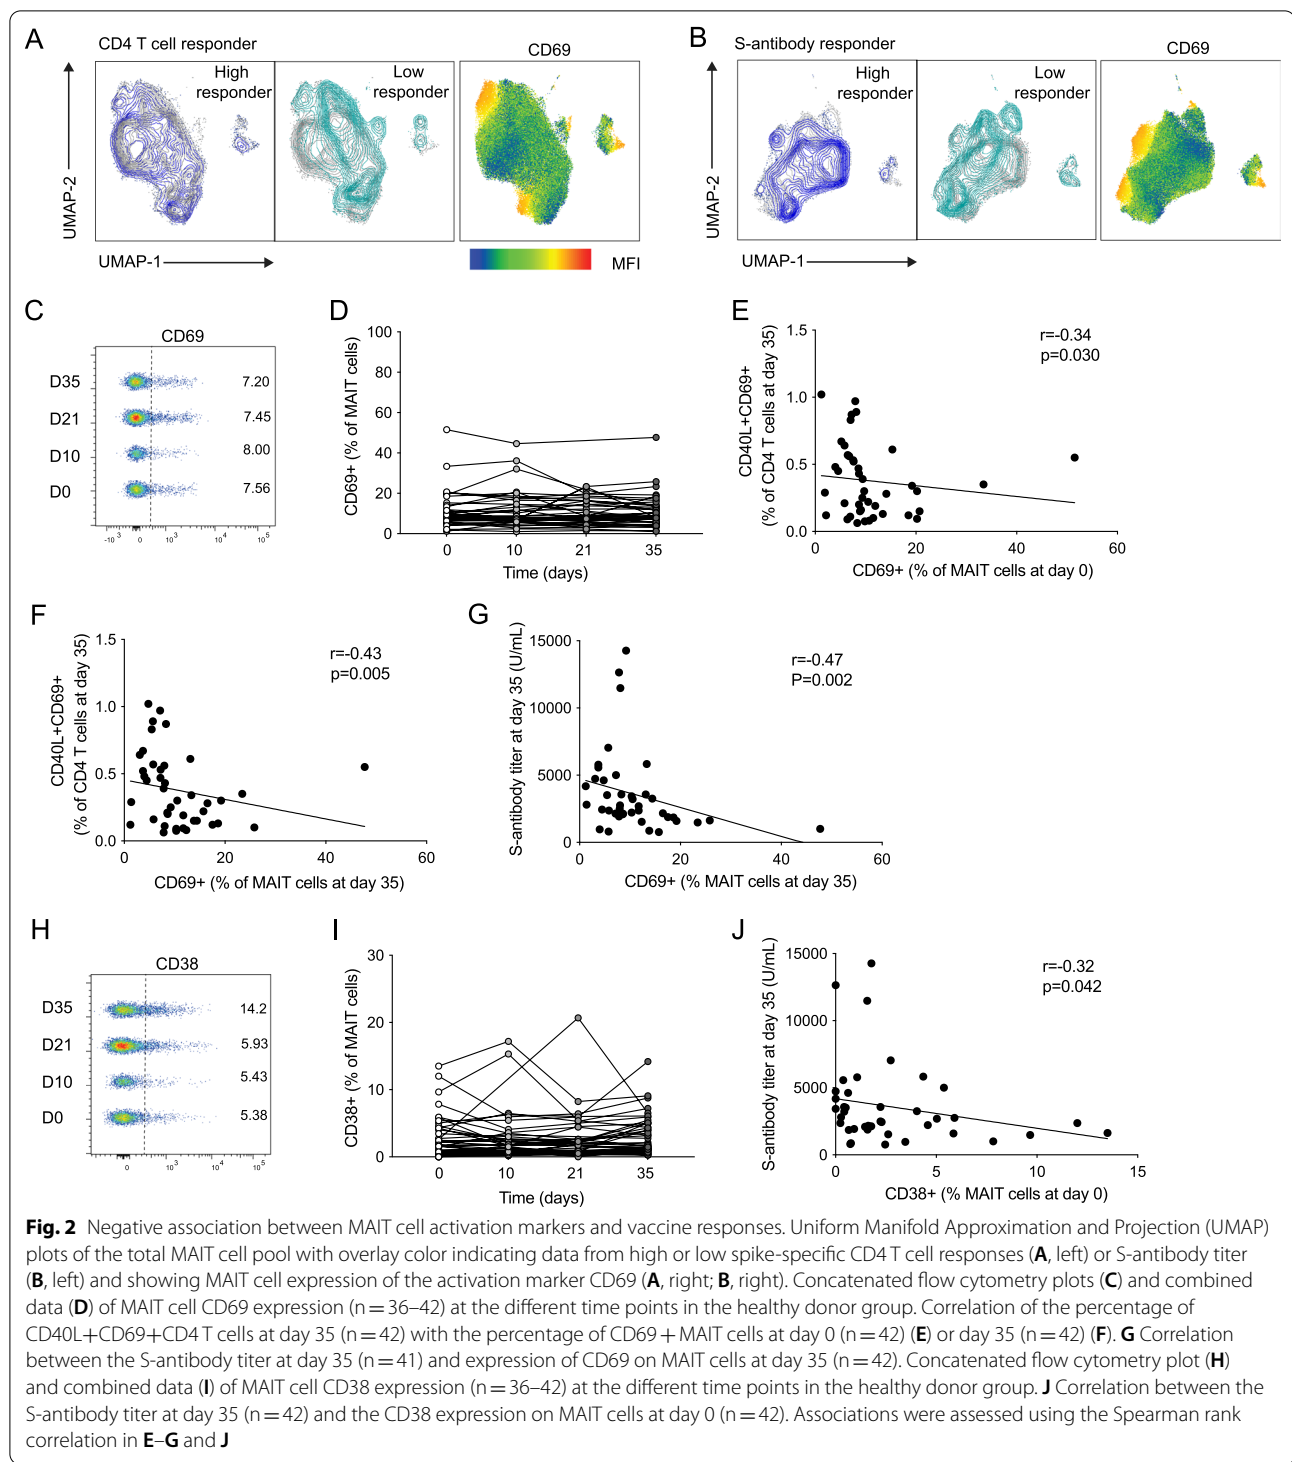 A
CD4 T cell responder
High
responder
Low
responder
CD69
UMAP-2
UMAP-1
MFI
B
S-antibody responder
High
responder
Low
responder
CD69
UMAP-2
UMAP-1
C
CD69
D35
7.20
D21
7.45
D10
8.00
D0
7.56
-10 3
0
10 3
10 4
10 5
D
CD69+ (% of MAIT cells)
100
80
60
40
20
0
0 10 21 35
Time (days)
E
CD40L+CD69+
(% of CD4 T cells at day 35)
1.5
1.0
0.5
0.0
r=-0.34
p=0.030
0 20 40 60
CD69+ (% of MAIT cells at day 0)
F
CD40L+CD69+
(% of CD4 T cells at day 35)
1.5
1.0
0.5
0.0
r=-0.43
p=0.005
0 20 40 60
CD69+ (% of MAIT cells at day 35)
G
S-antibody titer at day 35 (U/mL)
15000
10000
5000
0
r=-0.47
P=0.002
0 20 40 60
CD69+ (% MAIT cells at day 35)
H
CD38
D35
14.2
D21
5.93
D10
5.43
D0
5.38
0
10 3
10 4
10 5
I
CD38+ (% of MAIT cells)
30
20
10
0
0 10 21 35
Time (days)
J
S-antibody titer at day 35 (U/mL)
15000
10000
5000
0
r=-0.32
p=0.042
0 5 10 15
CD38+ (% MAIT cells at day 0)
Fig. 2 Negative association between MAIT cell activation markers and vaccine responses. Uniform Manifold Approximation and Projection (UMAP)
plots of the total MAIT cell pool with overlay color indicating data from high or low spike-specific CD4 T cell responses (A, left) or S-antibody titer
(B, left) and showing MAIT cell expression of the activation marker CD69 (A, right; B, right). Concatenated flow cytometry plots (C) and combined
data (D) of MAIT cell CD69 expression (n = 36–42) at the different time points in the healthy donor group. Correlation of the percentage of
CD40L+CD69+CD4 T cells at day 35 (n = 42) with the percentage of CD69 + MAIT cells at day 0 (n = 42) (E) or day 35 (n = 42) (F). G Correlation
between the S-antibody titer at day 35 (n = 41) and expression of CD69 on MAIT cells at day 35 (n = 42). Concatenated flow cytometry plot (H)
and combined data (I) of MAIT cell CD38 expression (n = 36–42) at the different time points in the healthy donor group. J Correlation between the
S-antibody titer at day 35 (n = 42) and the CD38 expression on MAIT cells at day 0 (n = 42). Associations were assessed using the Spearman rank
correlation in E–G and J